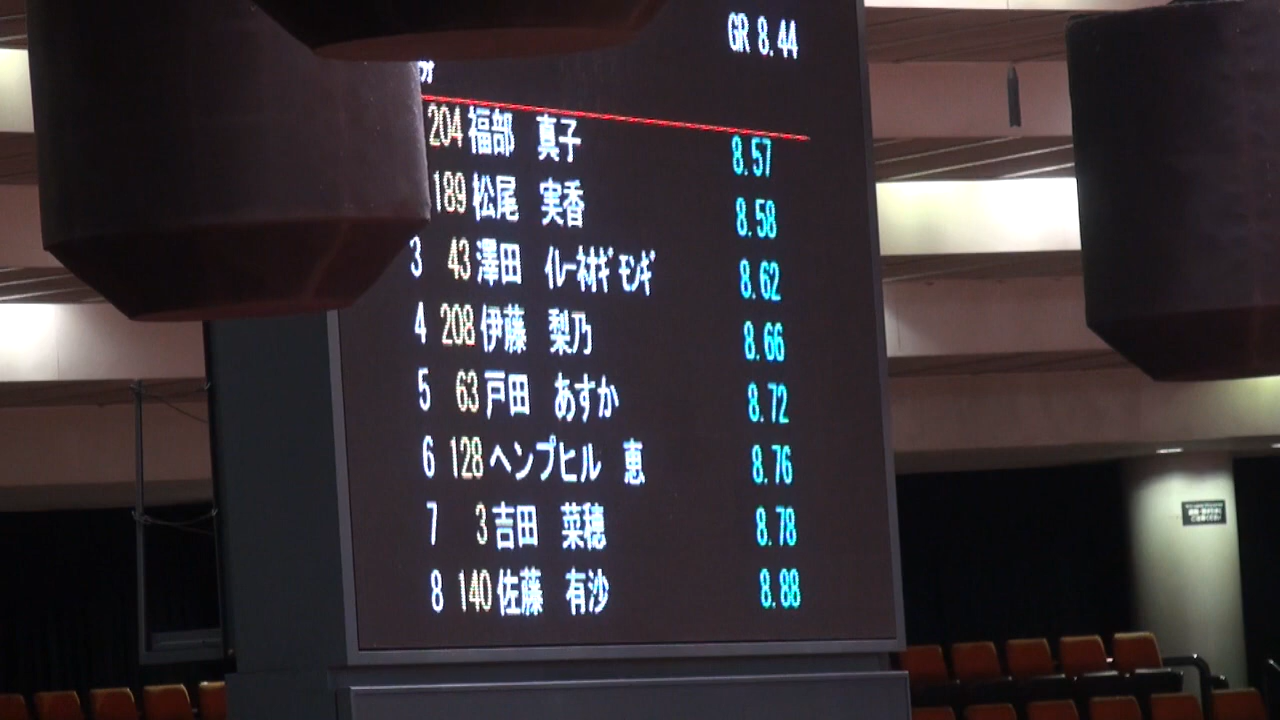 GR 8.44
204 福部 真子 8.57
189 松尾 実香 8.58
3 43 澤田 イレーネオギモンギ 8.62
4 208 伊藤 梨乃 8.66
5 63 戸田 あすか 8.72
6 128 ヘンプヒル 恵 8.76
7 3 吉田 菜穂 8.78
8 140 佐藤 有沙 8.88